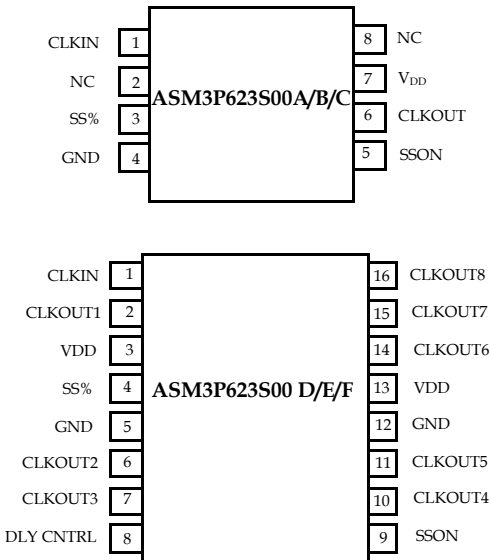 CLKIN 1 8 NC
NC 2 7 VDD
ASM3P623S00A/B/C
SS% 3 6 CLKOUT
GND 4 5 SSON
CLKIN 1 16 CLKOUT8
CLKOUT1 2 15 CLKOUT7
VDD 3 14 CLKOUT6
SS% 4 ASM3P623S00 D/E/F 13 VDD
GND 5 12 GND
CLKOUT2 6 11 CLKOUT5
CLKOUT3 7 10 CLKOUT4
DLY CNTRL 8 9 SSON